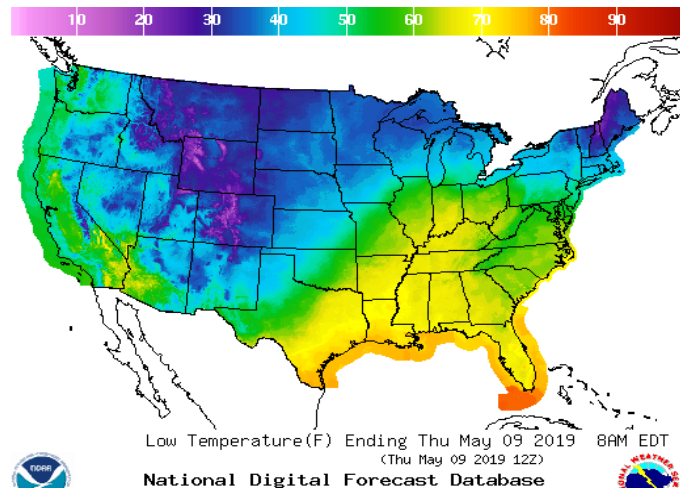 10 20 30 40 50 60 70 80 90
Low Temperature(F) Ending Thu May 09 2019 8AM EDT
(Thu May 09 2019 12Z)
National Digital Forecast Database